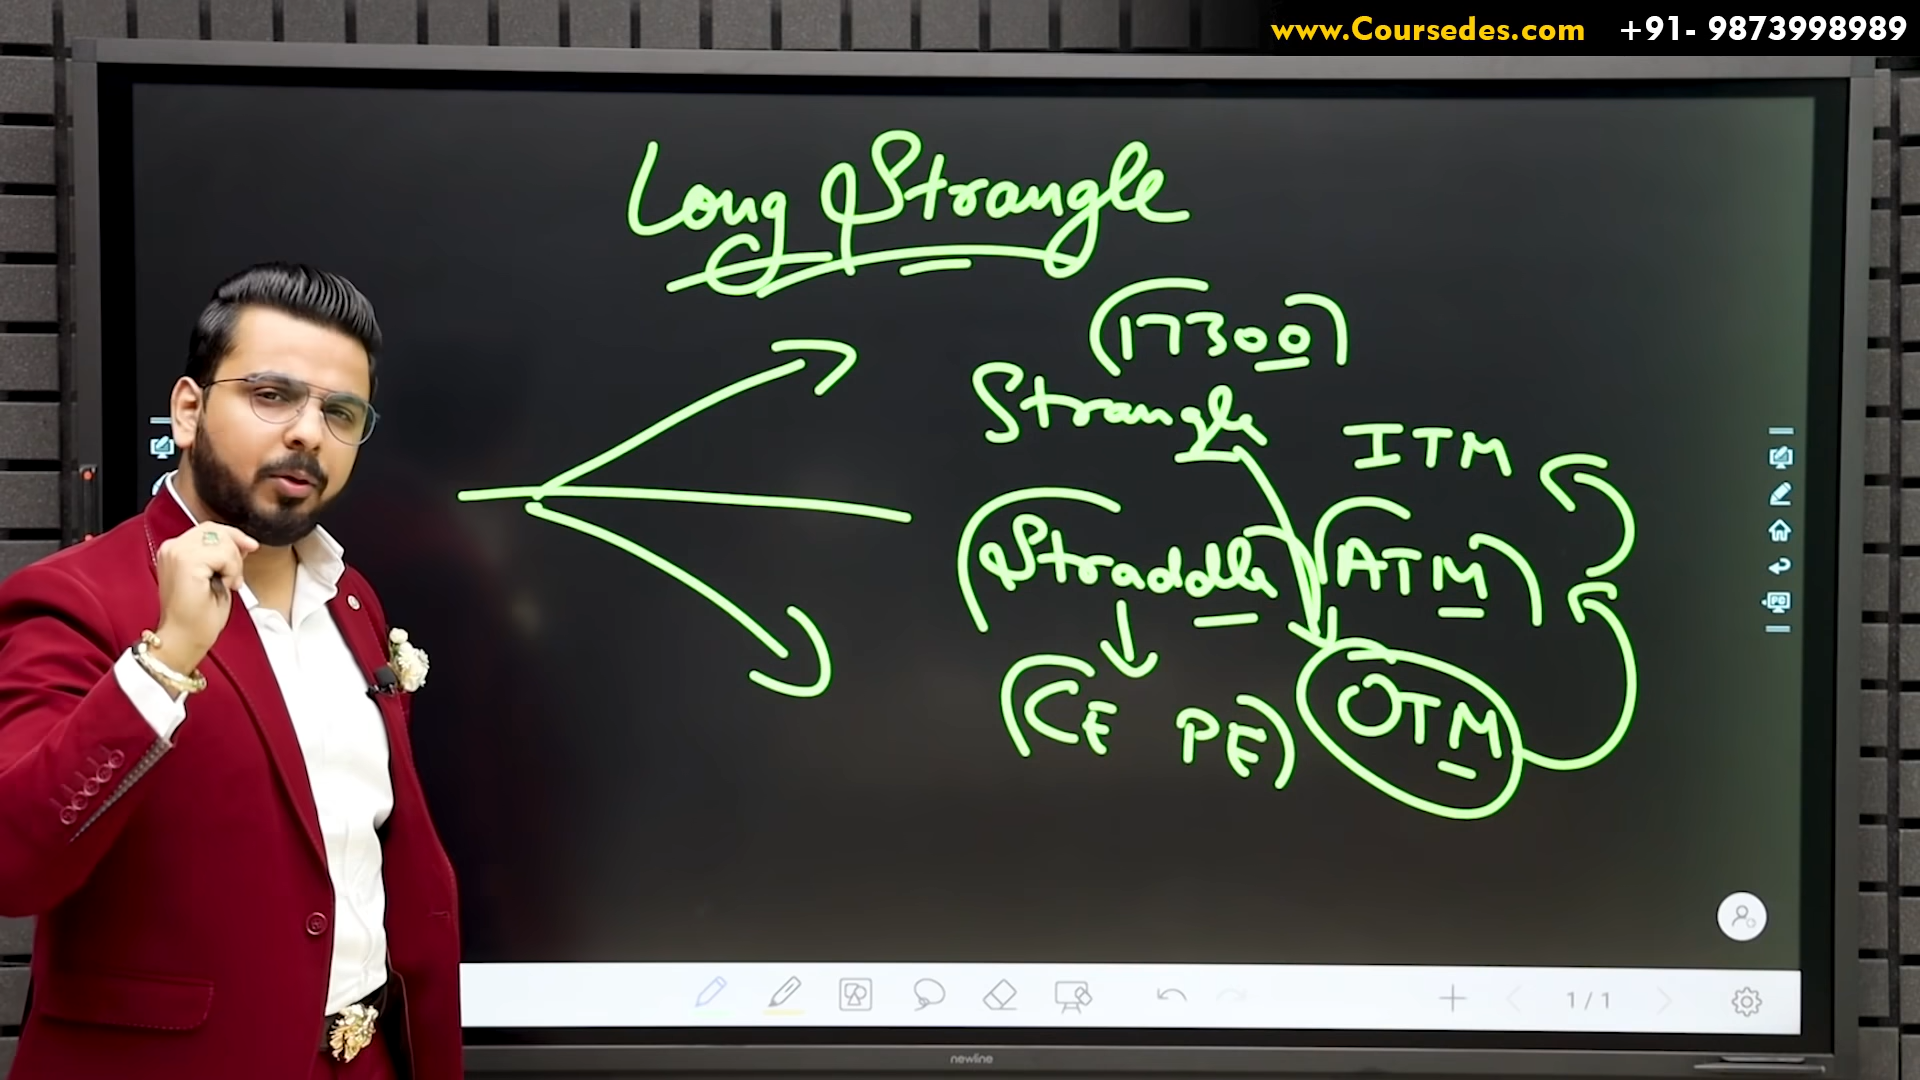 www.Coursedes.com +91- 9873998989
Long Strangle
(17300)
Strangle ITM
(Straddle (ATM)
(CE PE) OTM
1/1
newline